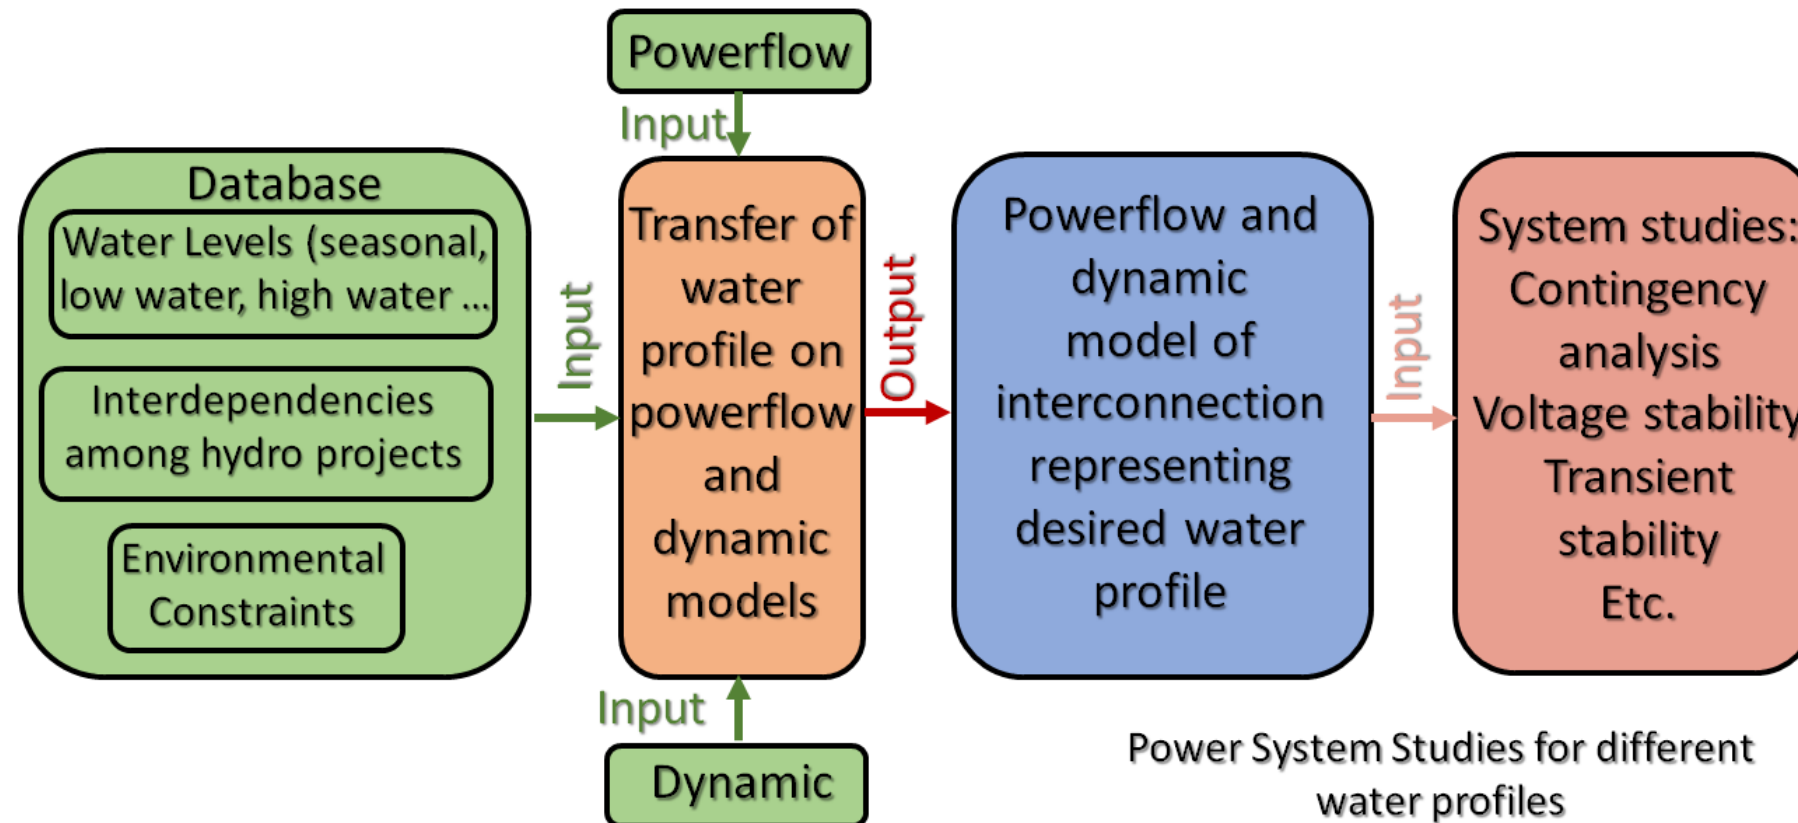 Powerflow
Input
Database
Water Levels (seasonal,
low water, high water ...
Interdependencies
among hydro projects
Environmental
Constraints
Input
Transfer of
water
profile on
powerflow
and
dynamic
models
Input
Dynamic
Output
Powerflow and
dynamic
model of
interconnection
representing
desired water
profile
Input
System studies:
Contingency
analysis
Voltage stability
Transient
stability
Etc.
Power System Studies for different
water profiles